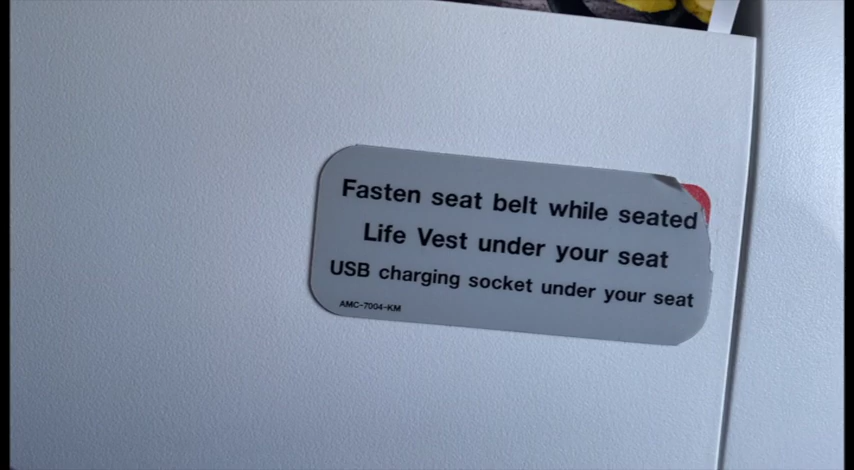 Fasten seat belt while seated
Life Vest under your seat
USB charging socket under your seat
AMC-7004-KM